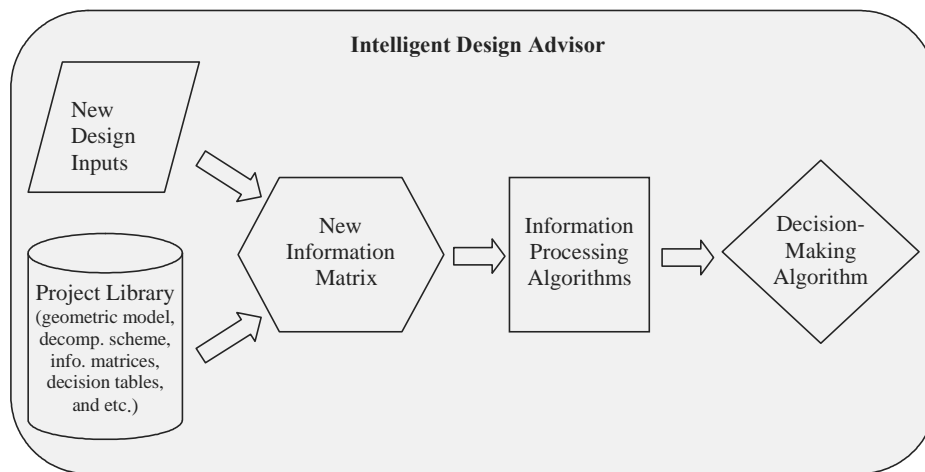 Intelligent Design Advisor
New
Design
Inputs
Project Library
(geometric model,
decomp. scheme,
info. matrices,
decision tables,
and etc.)
New
Information
Matrix
Information
Processing
Algorithms
Decision-
Making
Algorithm